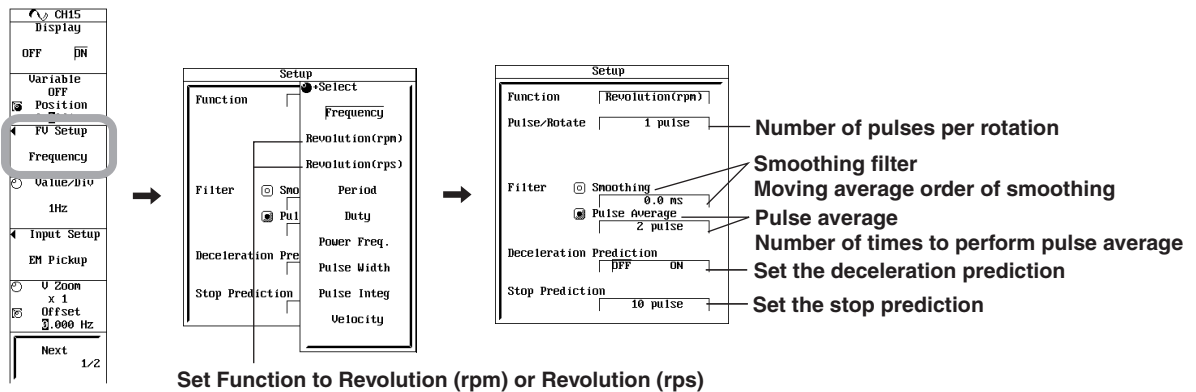 CH15
Display
OFF ON
Variable
OFF
Position
FV Setup
Frequency
Value/Div
1Hz
Input Setup
EM Pickup
V Zoom
x 1
Offset
0.000 Hz
Next
1/2
Setup
Select
Function
Frequency
Revolution(rpm)
Revolution(rps)
Filter Smo
Period
Pul
Duty
Power Freq.
Deceleration Pre
Pulse Width
Stop Prediction
Pulse Integ
Velocity
Setup
Function Revolution(rpm)
Pulse/Rotate 1 pulse
Filter Smoothing
0.0 ms
Pulse Average
2 pulse
Deceleration Prediction
OFF ON
Stop Prediction
10 pulse
Number of pulses per rotation
Smoothing filter
Moving average order of smoothing
Pulse average
Number of times to perform pulse average
Set the deceleration prediction
Set the stop prediction
Set Function to Revolution (rpm) or Revolution (rps)